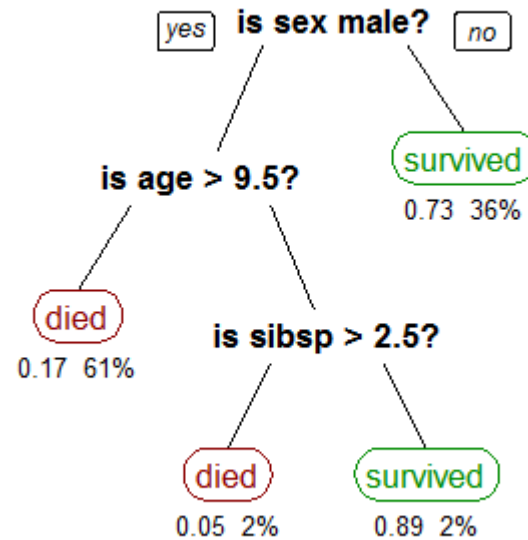 yes is sex male? no
is age > 9.5?
survived
0.73 36%
died
0.17 61%
is sibsp > 2.5?
died survived
0.05 2% 0.89 2%